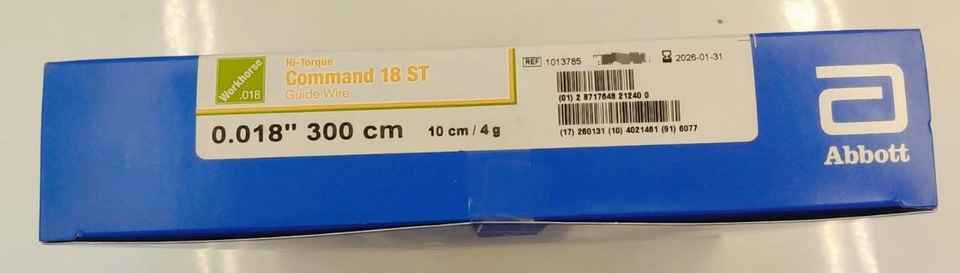 Workhorse
.018
Hi-Torque
Command 18 ST
Guide Wire
0.018" 300 cm 10 cm / 4 g
REF 1013785
2026-01-31
(01) 2 8717648 21240 0
(17) 260131 (10) 4021461 (91) 6077
Abbott